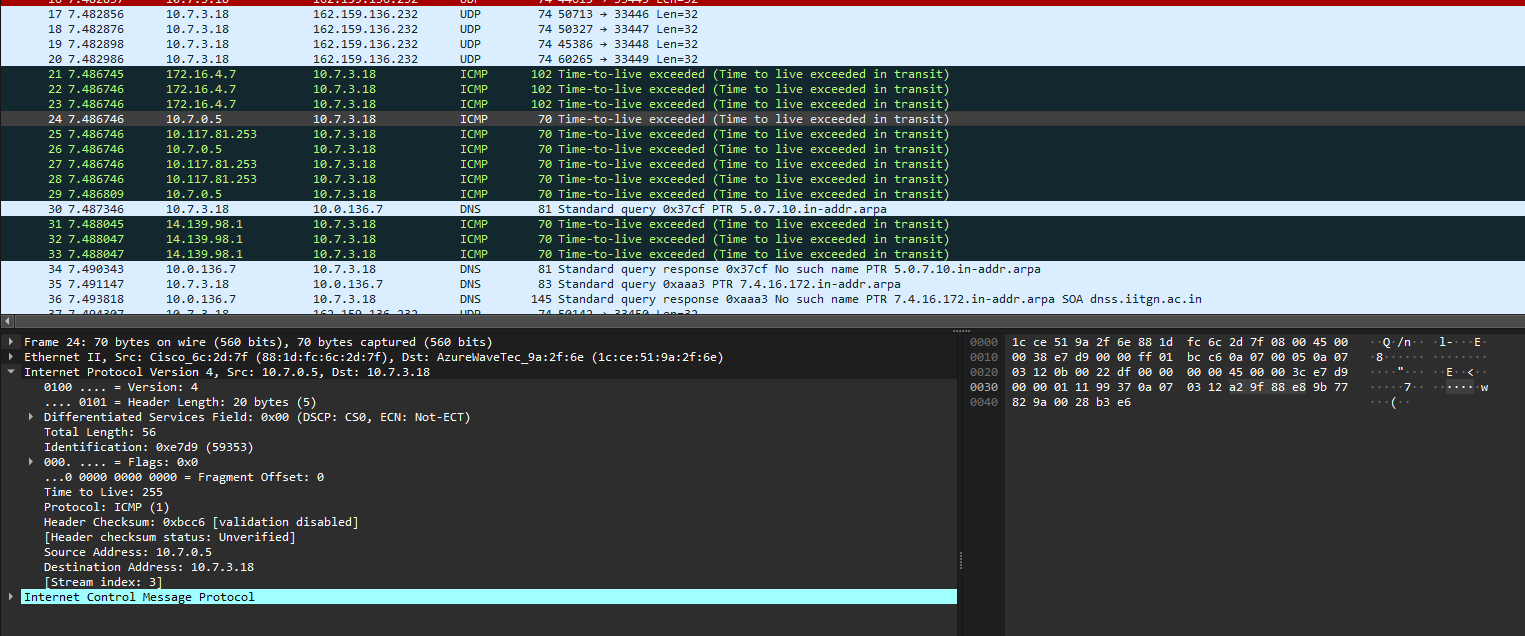 17 7.482856 10.7.3.18 162.159.136.232 UDP 74 50713 → 33446 Len=32
18 7.482876 10.7.3.18 162.159.136.232 UDP 74 50327 → 33447 Len=32
19 7.482898 10.7.3.18 162.159.136.232 UDP 74 45386 → 33448 Len=32
20 7.482986 10.7.3.18 162.159.136.232 UDP 74 60265 → 33449 Len=32
21 7.486745 172.16.4.7 10.7.3.18 ICMP 102 Time-to-live exceeded (Time to live exceeded in transit)
22 7.486746 172.16.4.7 10.7.3.18 ICMP 102 Time-to-live exceeded (Time to live exceeded in transit)
23 7.486746 172.16.4.7 10.7.3.18 ICMP 102 Time-to-live exceeded (Time to live exceeded in transit)
24 7.486746 10.7.0.5 10.7.3.18 ICMP 70 Time-to-live exceeded (Time to live exceeded in transit)
25 7.486746 10.117.81.253 10.7.3.18 ICMP 70 Time-to-live exceeded (Time to live exceeded in transit)
26 7.486746 10.7.0.5 10.7.3.18 ICMP 70 Time-to-live exceeded (Time to live exceeded in transit)
27 7.486746 10.117.81.253 10.7.3.18 ICMP 70 Time-to-live exceeded (Time to live exceeded in transit)
28 7.486746 10.117.81.253 10.7.3.18 ICMP 70 Time-to-live exceeded (Time to live exceeded in transit)
29 7.486809 10.7.0.5 10.7.3.18 ICMP 70 Time-to-live exceeded (Time to live exceeded in transit)
30 7.487346 10.7.3.18 10.0.136.7 DNS 81 Standard query 0x37cf PTR 5.0.7.10.in-addr.arpa
31 7.488047 14.139.98.1 10.7.3.18 ICMP 70 Time-to-live exceeded (Time to live exceeded in transit)
32 7.488047 14.139.98.1 10.7.3.18 ICMP 70 Time-to-live exceeded (Time to live exceeded in transit)
33 7.488047 14.139.98.1 10.7.3.18 ICMP 70 Time-to-live exceeded (Time to live exceeded in transit)
34 7.490343 10.0.136.7 10.7.3.18 DNS 81 Standard query response 0x37cf No such name PTR 5.0.7.10.in-addr.arpa
35 7.491147 10.7.3.18 10.0.136.7 DNS 83 Standard query 0xaaa3 PTR 7.4.16.172.in-addr.arpa
36 7.493818 10.0.136.7 10.7.3.18 DNS 145 Standard query response 0xaaa3 No such name PTR 7.4.16.172.in-addr.arpa SOA dnss.iitgn.ac.in
Frame 24: 70 bytes on wire (560 bits), 70 bytes captured (560 bits)
Ethernet II, Src: Cisco_6c:2d:7f (88:1d:fc:6c:2d:7f), Dst: AzureWaveTec_9a:2f:6e (1c:ce:51:9a:2f:6e)
Internet Protocol Version 4, Src: 10.7.0.5, Dst: 10.7.3.18
0100 .... = Version: 4
.... 0101 = Header Length: 20 bytes (5)
Differentiated Services Field: 0x00 (DSCP: CS0, ECN: Not-ECT)
Total Length: 56
Identification: 0xe7d9 (59353)
000. .... = Flags: 0x0
...0 0000 0000 0000 = Fragment Offset: 0
Time to Live: 255
Protocol: ICMP (1)
Header Checksum: 0xbcc6 [validation disabled]
[Header checksum status: Unverified]
Source Address: 10.7.0.5
Destination Address: 10.7.3.18
[Stream index: 3]
Internet Control Message Protocol
0000 1c ce 51 9a 2f 6e 88 1d fc 6c 2d 7f 08 00 45 00 ··Q·/n·· ·l-···E·
0010 00 38 e7 d9 00 00 ff 01 bc c6 0a 07 00 05 0a 07 ·8······ ········
0020 03 12 0b 00 22 df 00 00 00 00 45 00 00 3c e7 d9 ····"··· ··E··<··
0030 00 00 01 11 99 37 0a 07 03 12 a2 9f 88 e8 9b 77 ·····7·· ·······w
0040 82 9a 00 28 b3 e6 ···(··